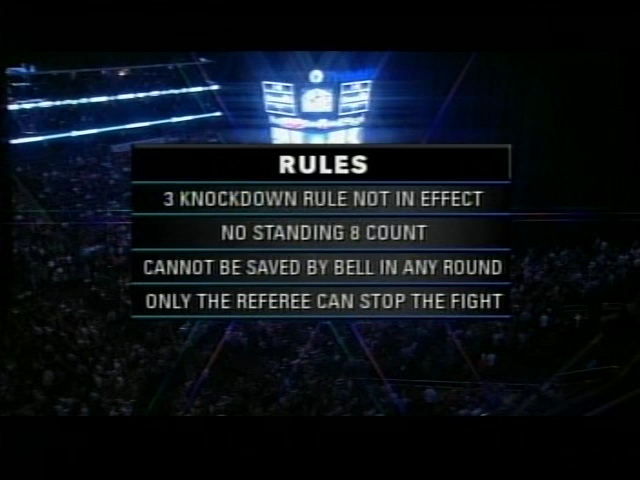 RULES
3 KNOCKDOWN RULE NOT IN EFFECT
NO STANDING 8 COUNT
CANNOT BE SAVED BY BELL IN ANY ROUND
ONLY THE REFEREE CAN STOP THE FIGHT